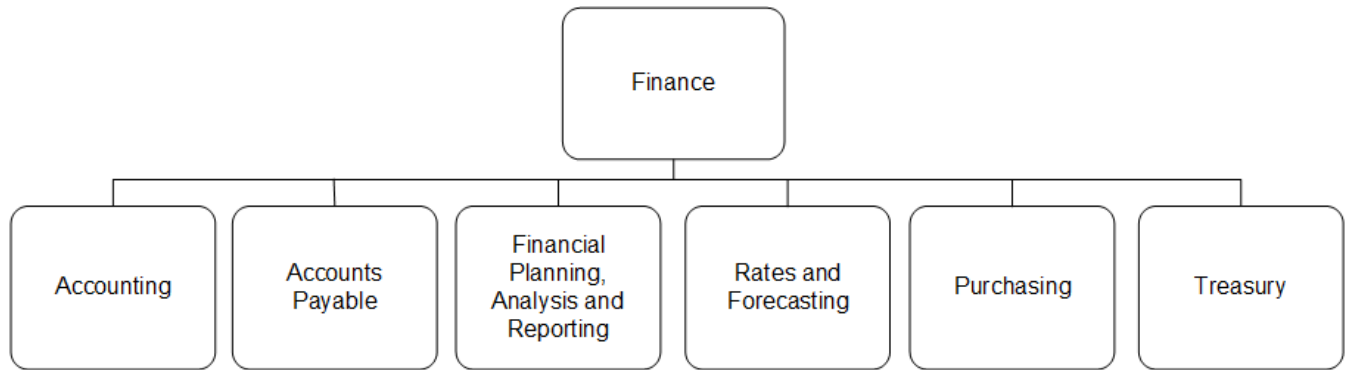 Finance
Accounting
Accounts
Payable
Financial
Planning,
Analysis and
Reporting
Rates and
Forecasting
Purchasing
Treasury